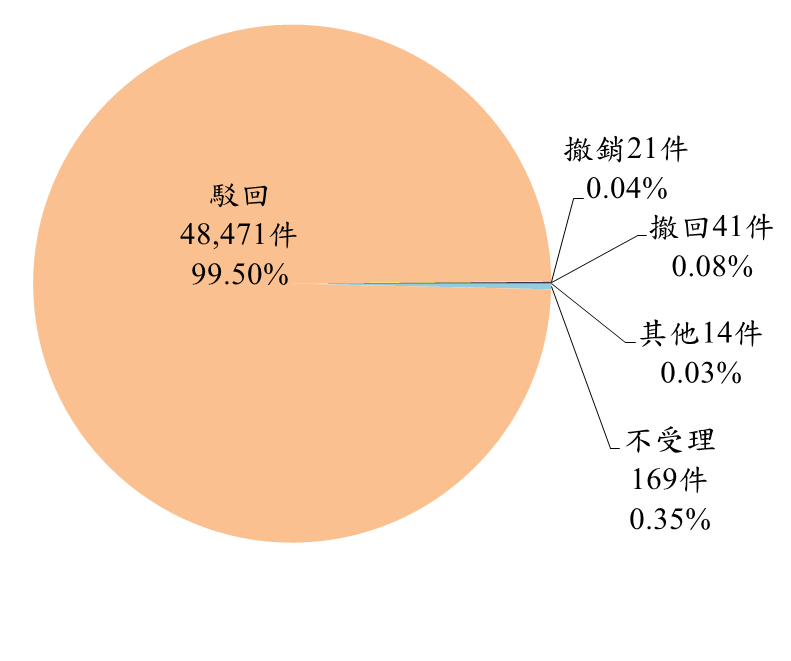 駁回
48,471件
99.50%
撤銷21件
0.04%
撤回41件
0.08%
其他14件
0.03%
不受理
169件
0.35%